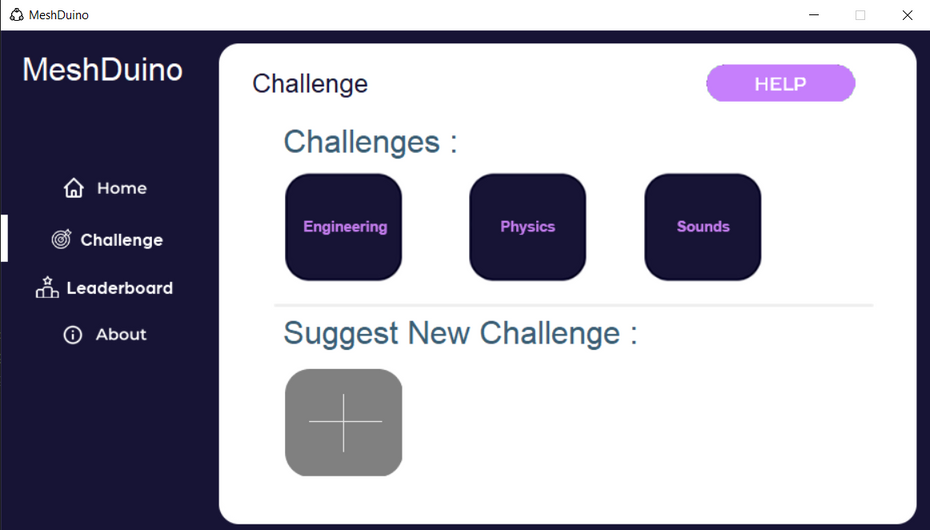 MeshDuino
MeshDuino
Home
Challenge
Leaderboard
About
Challenge
HELP
Challenges :
Engineering
Physics
Sounds
Suggest New Challenge :